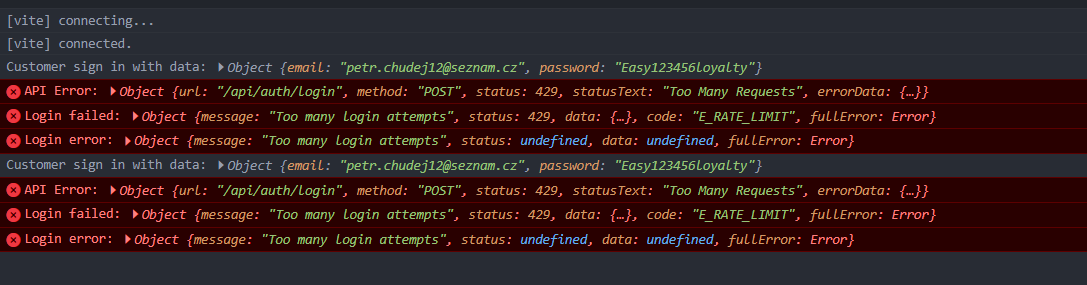 [vite] connecting...
[vite] connected.
Customer sign in with data: ▶Object {email: "petr.chudej12@seznam.cz", password: "Easy123456loyalty"}
API Error: ▶Object {url: "/api/auth/login", method: "POST", status: 429, statusText: "Too Many Requests", errorData: {…}}
Login failed: ▶Object {message: "Too many login attempts", status: 429, data: {…}, code: "E_RATE_LIMIT", fullError: Error}
Login error: ▶Object {message: "Too many login attempts", status: undefined, data: undefined, fullError: Error}
Customer sign in with data: ▶Object {email: "petr.chudej12@seznam.cz", password: "Easy123456loyalty"}
API Error: ▶Object {url: "/api/auth/login", method: "POST", status: 429, statusText: "Too Many Requests", errorData: {…}}
Login failed: ▶Object {message: "Too many login attempts", status: 429, data: {…}, code: "E_RATE_LIMIT", fullError: Error}
Login error: ▶Object {message: "Too many login attempts", status: undefined, data: undefined, fullError: Error}